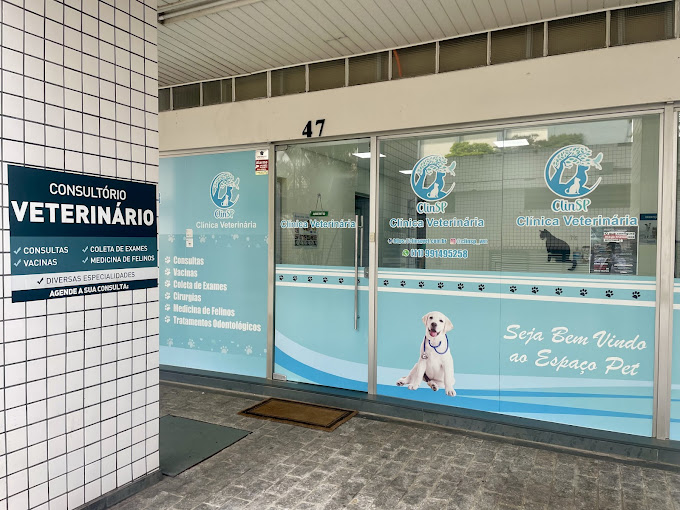 47
CONSULTÓRIO
VETERINÁRIO
✓ CONSULTAS
✓ VACINAS
✓ COLETA DE EXAMES
✓ MEDICINA DE FELINOS
✓ DIVERSAS ESPECIALIDADES
AGENDE A SUA CONSULTA:
ClinSP
Clínica Veterinária
Consultas
Vacinas
Coleta de Exames
Cirurgias
Medicina de Felinos
Tratamentos Odontológicos
Clínica Veterinária
ClinSP
Clínica Veterinária
(11) 991495258
ClinSP
Clínica Veterinária
Seja Bem Vindo
ao Espaço Pet